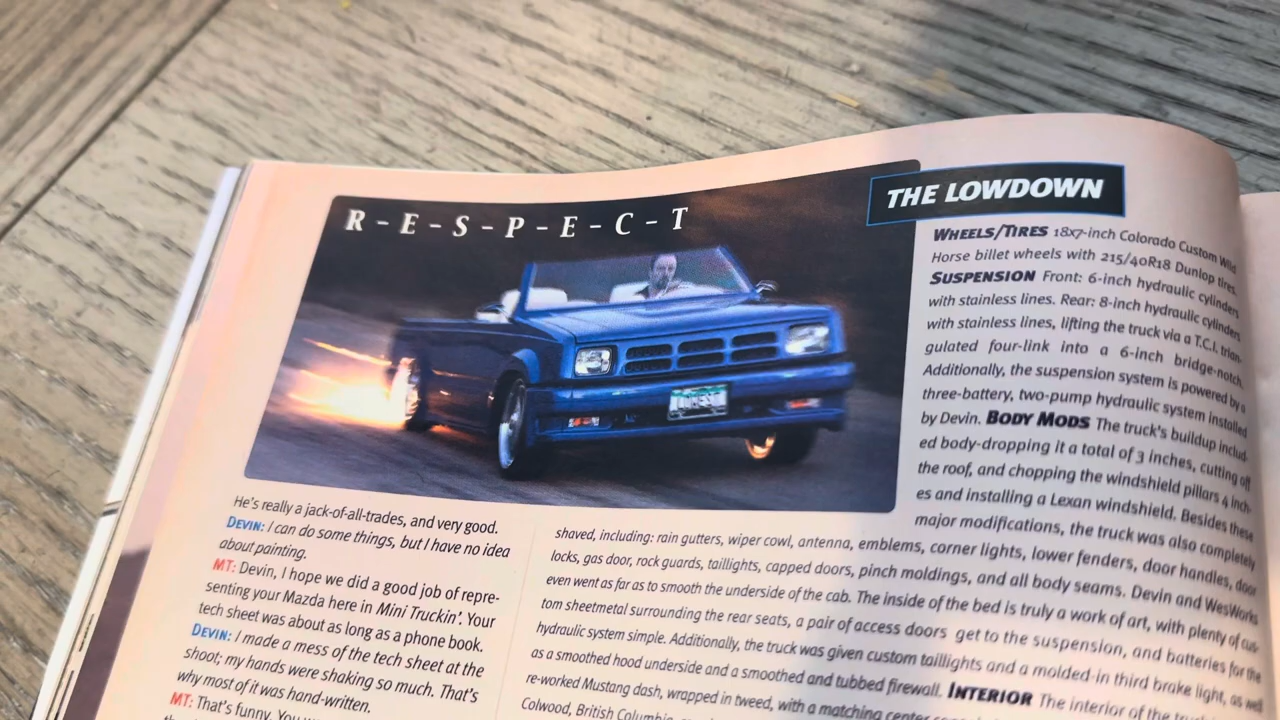 R-E-S-P-E-C-T
THE LOWDOWN
WHEELS/TIRES 18x7-inch Colorado Custom Wild
Horse billet wheels with 215/40R18 Dunlop tires.
SUSPENSION Front: 6-inch hydraulic cylinders
with stainless lines. Rear: 8-inch hydraulic cylinders
with stainless lines, lifting the truck via a T.C.I. trian-
gulated four-link into a 6-inch bridge-notch.
Additionally, the suspension system is powered by a
three-battery, two-pump hydraulic system installed
by Devin. BODY MODS The truck's buildup includ-
ed body-dropping it a total of 3 inches, cutting off
the roof, and chopping the windshield pillars 4 inch-
es and installing a Lexan windshield. Besides these
major modifications, the truck was also completely
shaved, including: rain gutters, wiper cowl, antenna, emblems, corner lights, lower fenders, door handles, door
locks, gas door, rock guards, taillights, capped doors, pinch moldings, and all body seams. Devin and WesWorks
even went as far as to smooth the underside of the cab. The inside of the bed is truly a work of art, with plenty of cus-
tom sheetmetal surrounding the rear seats, a pair of access doors get to the suspension, and batteries for the
hydraulic system simple. Additionally, the truck was given custom taillights and a molded-in third brake light, as well
as a smoothed hood underside and a smoothed and tubbed firewall. INTERIOR The interior of the
re-worked Mustang dash, wrapped in tweed, with a matching center
Colwood, British
He's really a jack-of-all-trades, and very good.
DEVIN: I can do some things, but I have no idea
about painting.
MT: Devin, I hope we did a good job of repre-
senting your Mazda here in Mini Truckin'. Your
tech sheet was about as long as a phone book.
DEVIN: I made a mess of the tech sheet at the
shoot; my hands were shaking so much. That's
why most of it was hand-written.
MT: That's funny. You